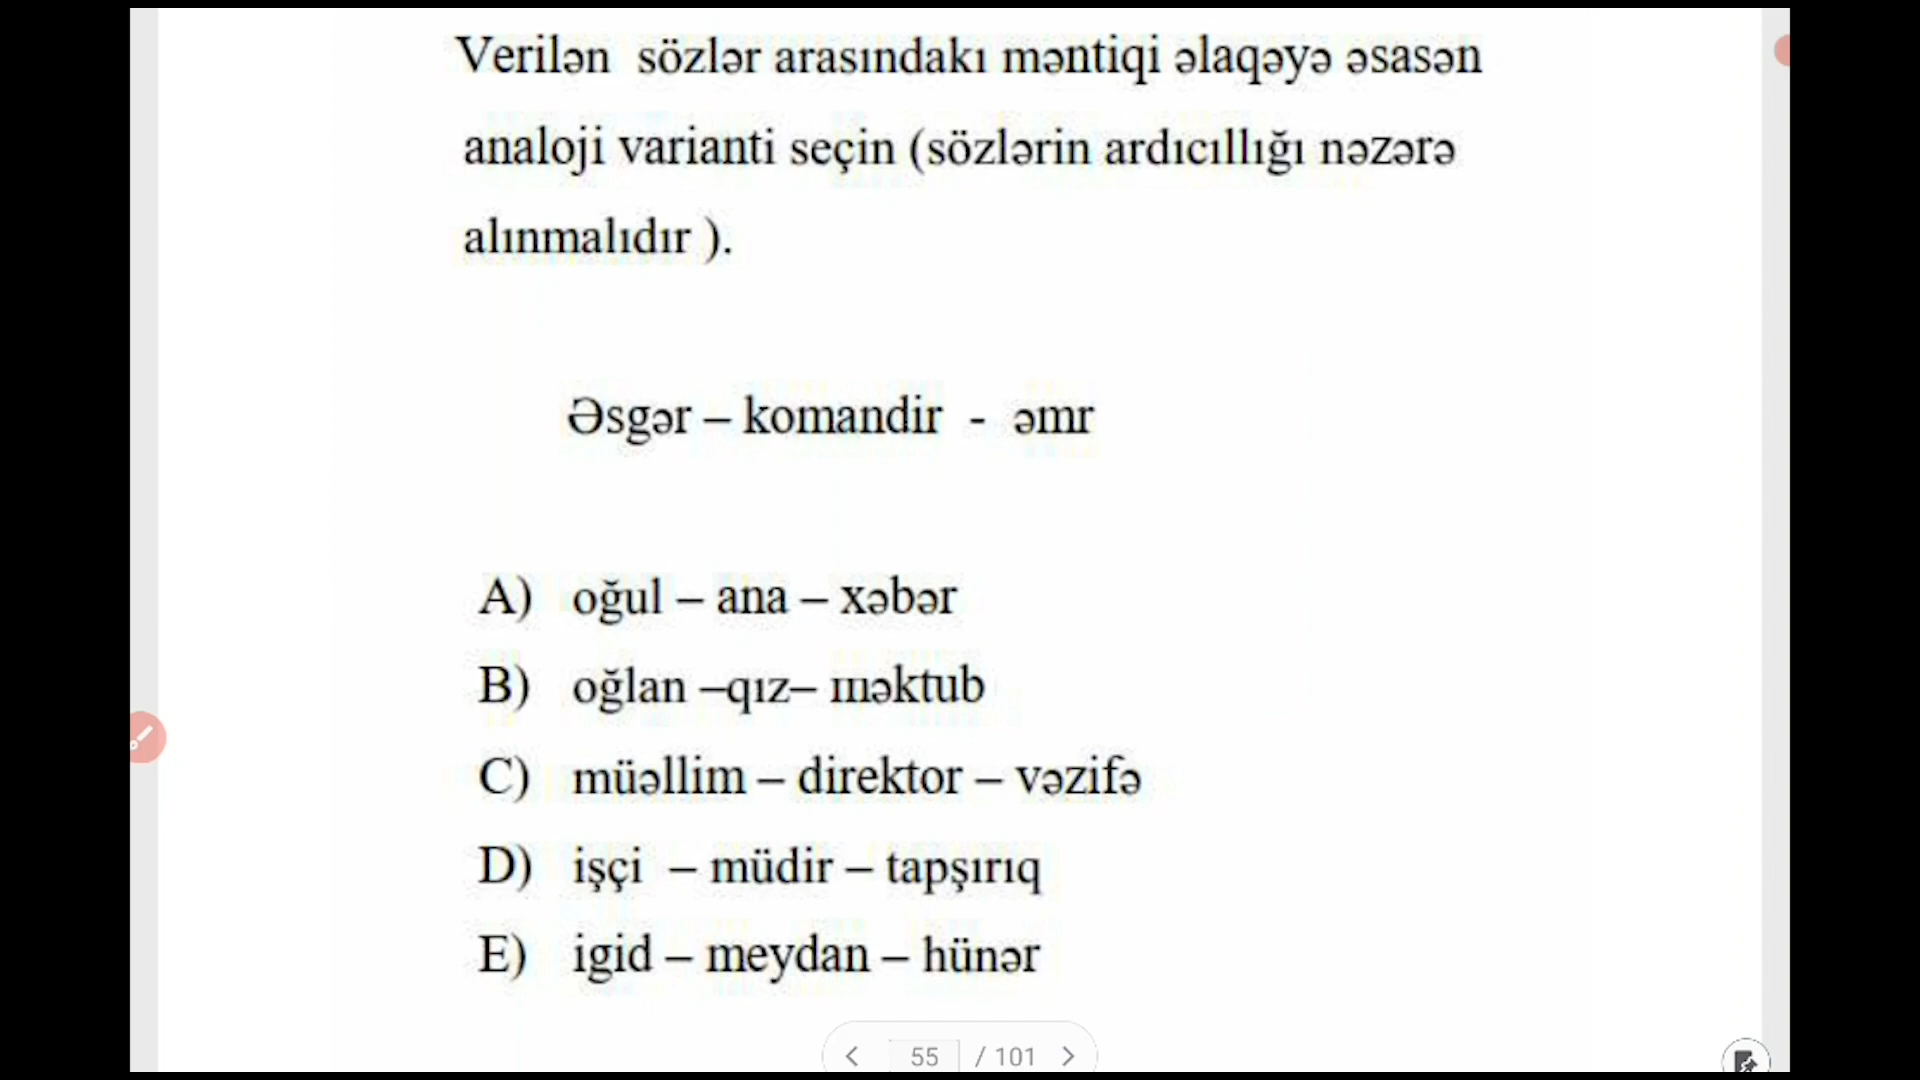 Verilən sözlər arasındakı məntiqi əlaqəyə əsasən
analoji varianti seçin (sözlərin ardıcıllığı nəzərə
alınmalıdır ).
Əsgər – komandir - əmr
A) oğul – ana – xəbər
B) oğlan –qız– məktub
C) müəllim – direktor – vəzifə
D) işçi – müdir – tapşırıq
E) igid – meydan – hünər
55 / 101